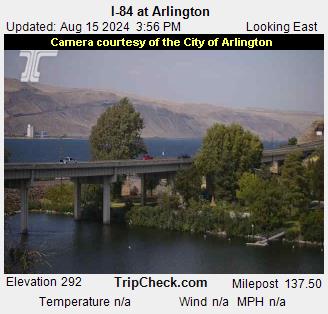 I-84 at Arlington
Updated: Aug 15 2024 3:56 PM Looking East
Camera courtesy of the City of Arlington
Elevation 292 TripCheck.com Milepost 137.50
Temperature n/a Wind n/a MPH n/a